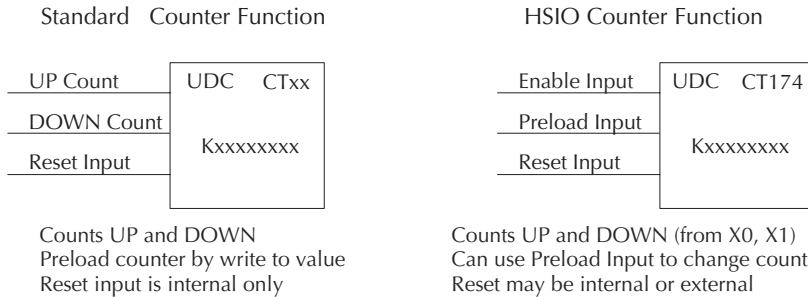 Standard Counter Function
UP Count
DOWN Count
Reset Input
UDC CTxx
Kxxxxxxxx
Counts UP and DOWN
Preload counter by write to value
Reset input is internal only
HSIO Counter Function
Enable Input
Preload Input
Reset Input
UDC CT174
Kxxxxxxxx
Counts UP and DOWN (from X0, X1)
Can use Preload Input to change count
Reset may be internal or external